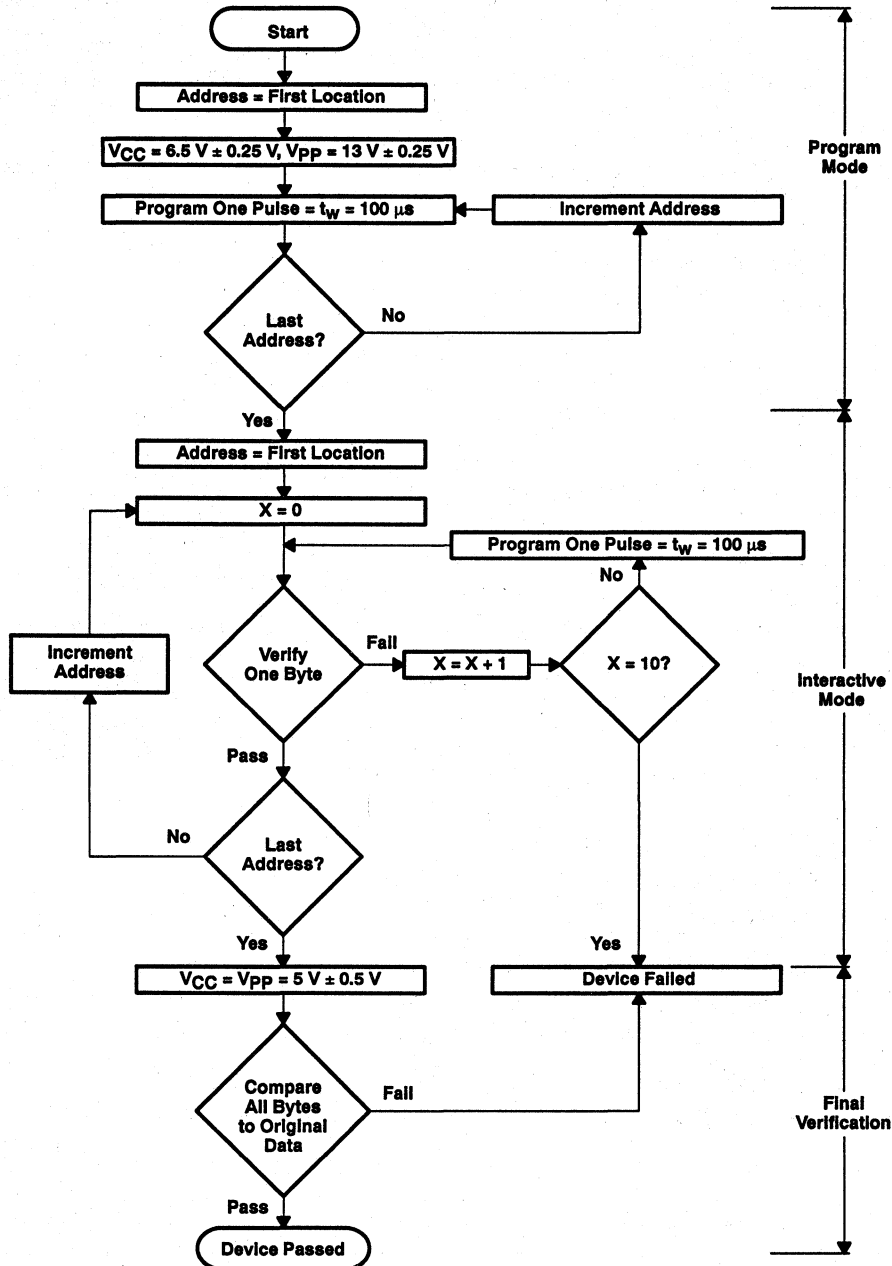 Start
Address = First Location
VCC = 6.5 V ± 0.25 V, VPP = 13 V ± 0.25 V
Program
Mode
Program One Pulse = tw = 100 μs
Increment Address
Last
Address?
No
Yes
Address = First Location
X = 0
Program One Pulse = tw = 100 μs
No
Increment
Address
Verify
One Byte
Fail
X = X + 1
X = 10?
Interactive
Mode
Pass
No
Last
Address?
Yes
Yes
VCC = VPP = 5 V ± 0.5 V
Device Failed
Compare
All Bytes
to Original
Data
Fail
Final
Verification
Pass
Device Passed